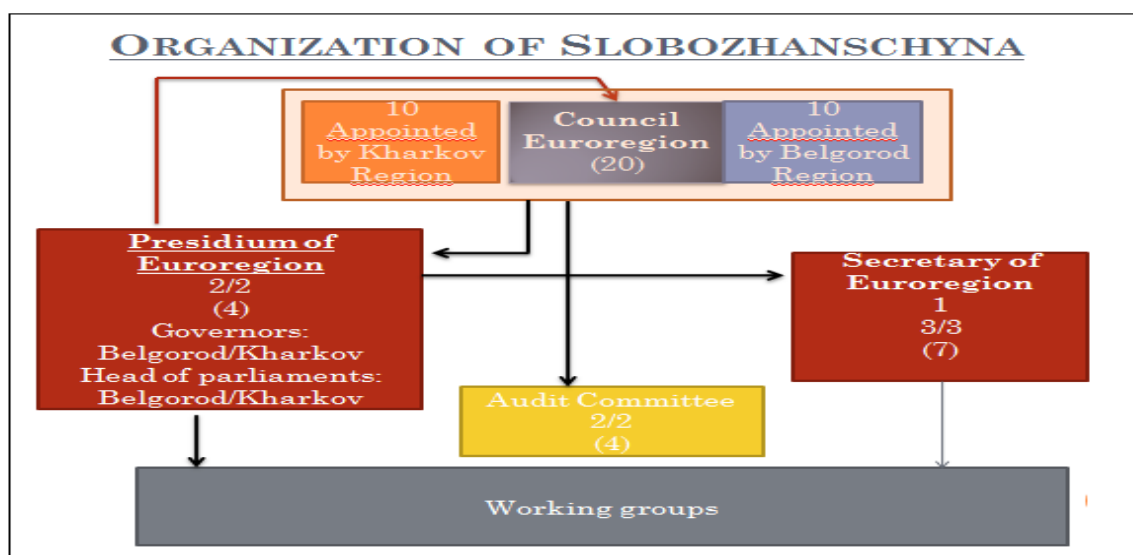 ORGANIZATION OF SLOBOZHANSCHYNA
10
Appointed
by Kharkov
Region
Council
Euroregion
(20)
10
Appointed
by Belgorod
Region
Presidium of
Euroregion
2/2
(4)
Governors:
Belgorod/Kharkov
Head of parliaments:
Belgorod/Kharkov
Secretary of
Euroregion
1
3/3
(7)
Audit Committee
2/2
(4)
Working groups